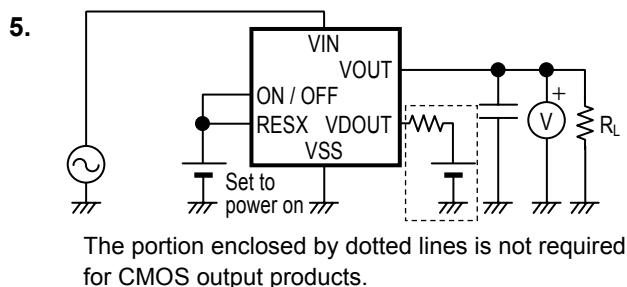 5.
VIN
VOUT
ON / OFF
RESX VDOUT
VSS
+
V
RL
Set to
power on
The portion enclosed by dotted lines is not required
for CMOS output products.